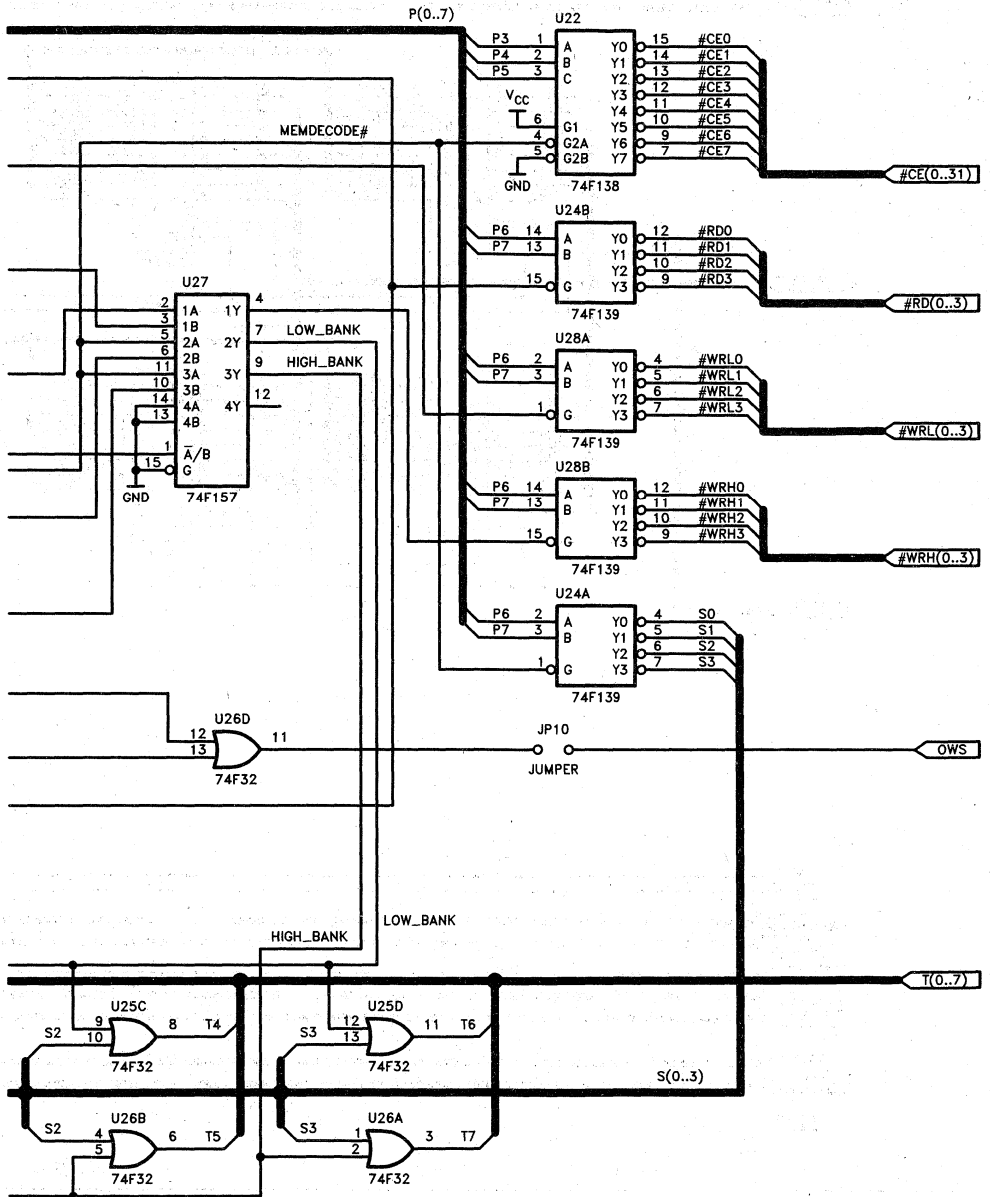 P(0..7)
U22
P3 1 A Y0 15 #CE0
P4 2 B Y1 14 #CE1
P5 3 C Y2 13 #CE2
Y3 12 #CE3
VCC Y4 11 #CE4
6 G1 Y5 10 #CE5
MEMDECODE# 4 G2A Y6 9 #CE6
5 G2B Y7 7 #CE7
GND 74F138
#CE(0..31)
U24B
P6 14 A Y0 12 #RD0
P7 13 B Y1 11 #RD1
Y2 10 #RD2
15 G Y3 9 #RD3
74F139
#RD(0..3)
U27
2 1A 1Y 4
3 1B
5 2A 2Y 7 LOW_BANK
6 2B
11 3A 3Y 9 HIGH_BANK
10 3B
14 4A 4Y 12
13 4B
1 A/B
15 G
GND 74F157
U28A
P6 2 A Y0 4 #WRL0
P7 3 B Y1 5 #WRL1
Y2 6 #WRL2
1 G Y3 7 #WRL3
74F139
#WRL(0..3)
U28B
P6 14 A Y0 12 #WRH0
P7 13 B Y1 11 #WRH1
Y2 10 #WRH2
15 G Y3 9 #WRH3
74F139
#WRH(0..3)
U24A
P6 2 A Y0 4 S0
P7 3 B Y1 5 S1
Y2 6 S2
1 G Y3 7 S3
74F139
U26D
12 11
13
74F32
JP10
JUMPER
OWS
LOW_BANK
HIGH_BANK
T(0..7)
U25C
9 8 T4
S2 10
74F32
U25D
12 11 T6
S3 13
74F32
S(0..3)
U26B
S2 4 6 T5
5
74F32
U26A
S3 1 3 T7
2
74F32